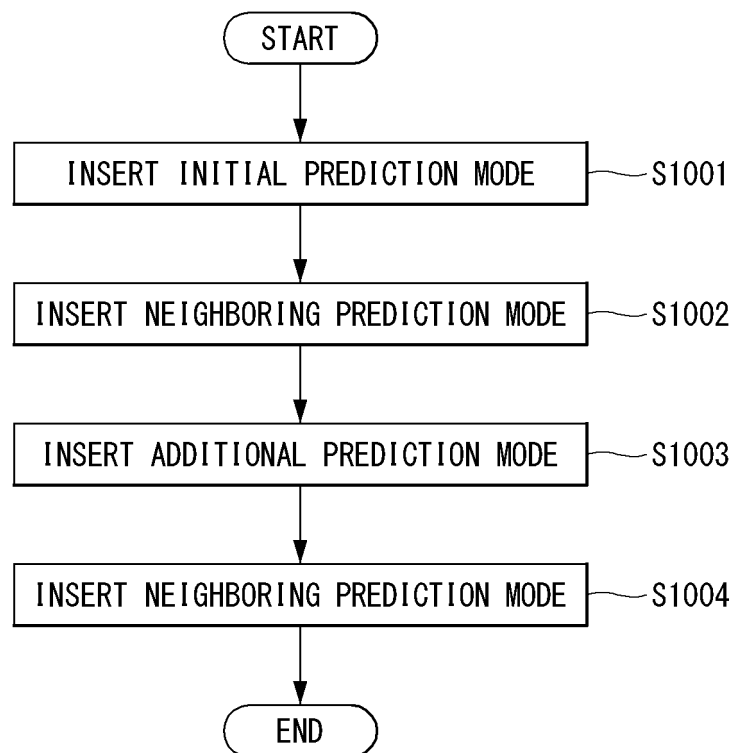 START
INSERT INITIAL PREDICTION MODE S1001
INSERT NEIGHBORING PREDICTION MODE S1002
INSERT ADDITIONAL PREDICTION MODE S1003
INSERT NEIGHBORING PREDICTION MODE S1004
END